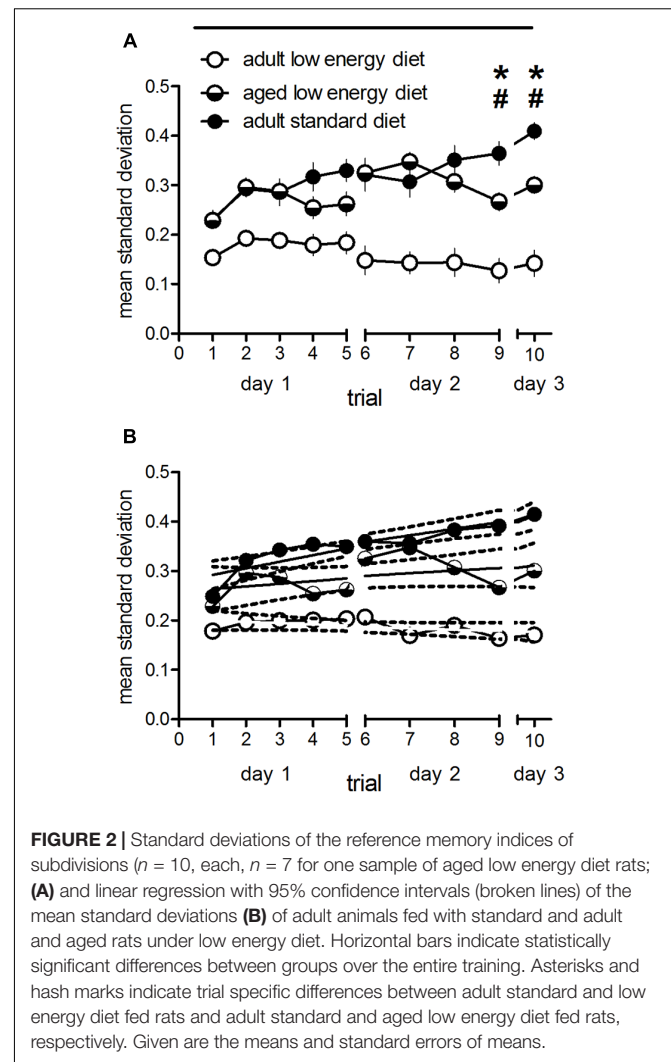 A
adult low energy diet
aged low energy diet
adult standard diet
* *
# #
0.5
0.4
0.3
0.2
0.1
0.0
mean standard deviation
0 1 2 3 4 5 6 7 8 9 10
day 1 day 2 day 3
trial
B
0.5
0.4
0.3
0.2
0.1
0.0
mean standard deviation
0 1 2 3 4 5 6 7 8 9 10
day 1 day 2 day 3
trial
FIGURE 2 | Standard deviations of the reference memory indices of
subdivisions (n = 10, each, n = 7 for one sample of aged low energy diet rats;
(A) and linear regression with 95% confidence intervals (broken lines) of the
mean standard deviations (B) of adult animals fed with standard and adult
and aged rats under low energy diet. Horizontal bars indicate statistically
significant differences between groups over the entire training. Asterisks and
hash marks indicate trial specific differences between adult standard and low
energy diet fed rats and adult standard and aged low energy diet fed rats,
respectively. Given are the means and standard errors of means.